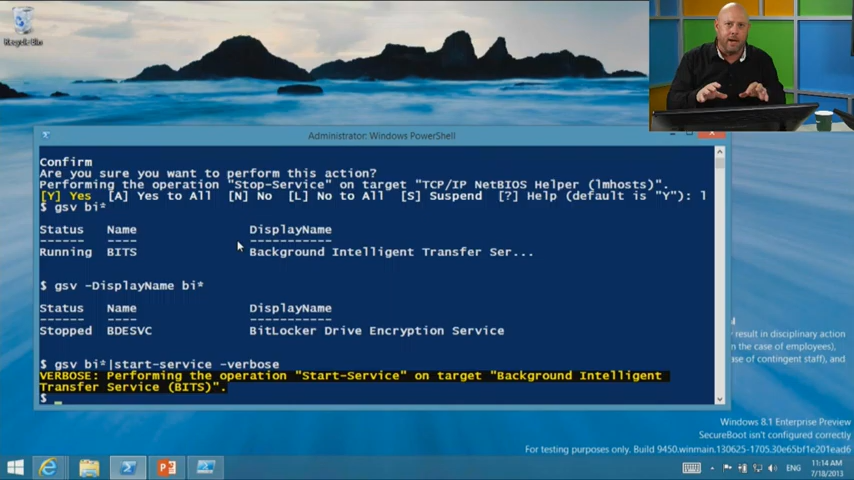 Recycle Bin
Administrator: Windows PowerShell
Confirm
Are you sure you want to perform this action?
Performing the operation "Stop-Service" on target "TCP/IP NetBIOS Helper (lmhosts)".
[Y] Yes  [A] Yes to All  [N] No  [L] No to All  [S] Suspend  [?] Help (default is "Y"): l
$ gsv bi*
Status   Name               DisplayName
------   ----               -----------
Running  BITS               Background Intelligent Transfer Ser...
$ gsv -DisplayName bi*
Status   Name               DisplayName
------   ----               -----------
Stopped  BDESVC             BitLocker Drive Encryption Service
$ gsv bi*|start-service -verbose
VERBOSE: Performing the operation "Start-Service" on target "Background Intelligent
Transfer Service (BITS)".
$
result in disciplinary action
the case of employees),
of contingent staff), and
Windows 8.1 Enterprise Preview
SecureBoot isn't configured correctly
For testing purposes only. Build 9450.winmain.130625-1705.30e65bf1e201ead6
ENG
11:14 AM
7/18/2013